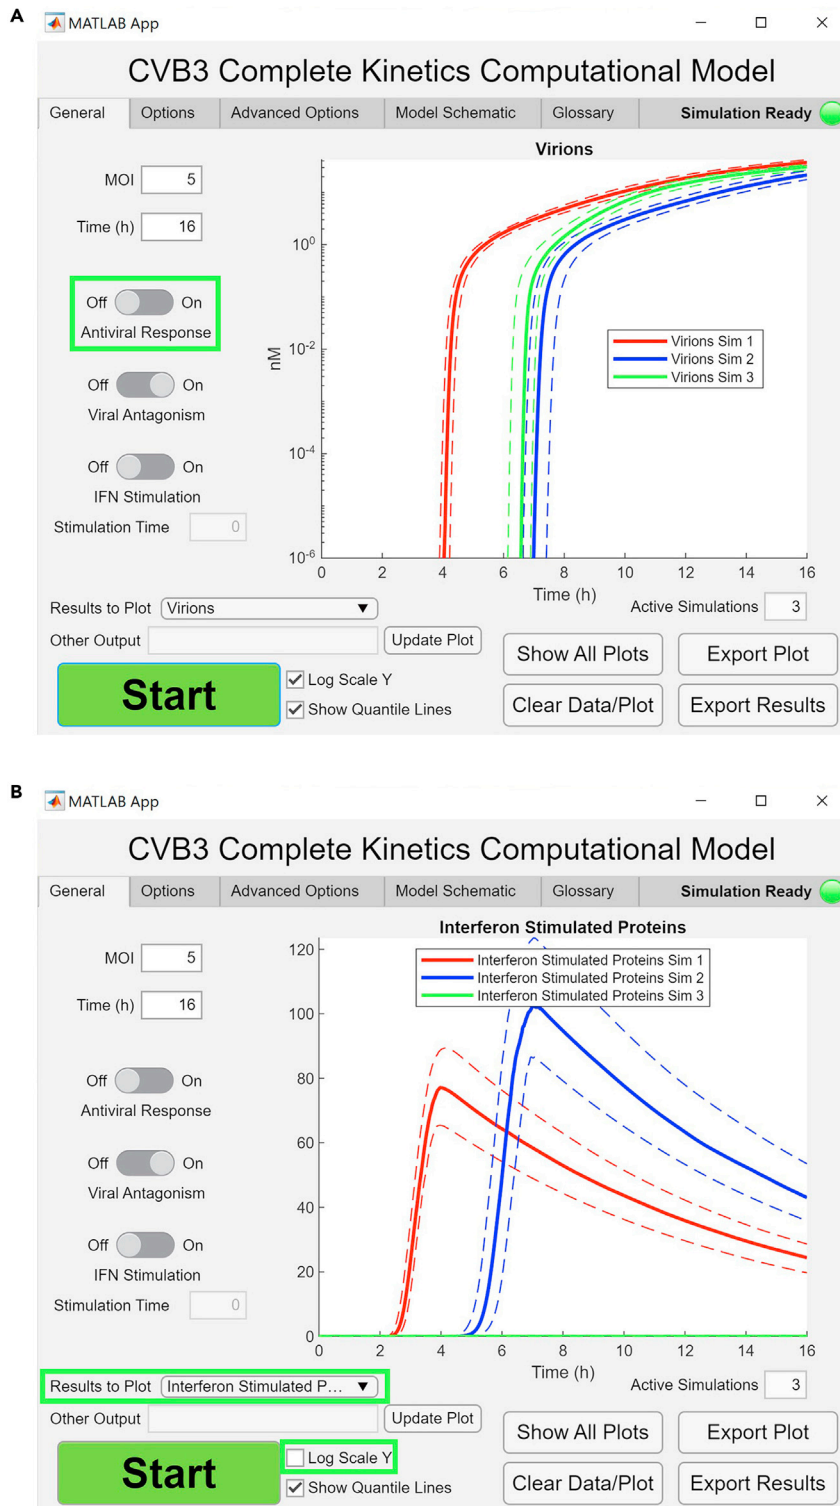 A
MATLAB App
CVB3 Complete Kinetics Computational Model
General Options Advanced Options Model Schematic Glossary Simulation Ready
MOI 5
Time (h) 16
Off On
Antiviral Response
Off On
Viral Antagonism
Off On
IFN Stimulation
Stimulation Time 0
Virions
nM
10^0
10^-2
10^-4
10^-6
Virions Sim 1
Virions Sim 2
Virions Sim 3
0 2 4 6 8 10 12 14 16
Time (h)
Results to Plot Virions
Active Simulations 3
Other Output Update Plot
Start
Log Scale Y
Show Quantile Lines
Show All Plots Export Plot
Clear Data/Plot Export Results
B
MATLAB App
CVB3 Complete Kinetics Computational Model
General Options Advanced Options Model Schematic Glossary Simulation Ready
MOI 5
Time (h) 16
Off On
Antiviral Response
Off On
Viral Antagonism
Off On
IFN Stimulation
Stimulation Time 0
Interferon Stimulated Proteins
120
100
80
60
40
20
0
Interferon Stimulated Proteins Sim 1
Interferon Stimulated Proteins Sim 2
Interferon Stimulated Proteins Sim 3
0 2 4 6 8 10 12 14 16
Time (h)
Results to Plot Interferon Stimulated P...
Active Simulations 3
Other Output Update Plot
Start
Log Scale Y
Show Quantile Lines
Show All Plots Export Plot
Clear Data/Plot Export Results